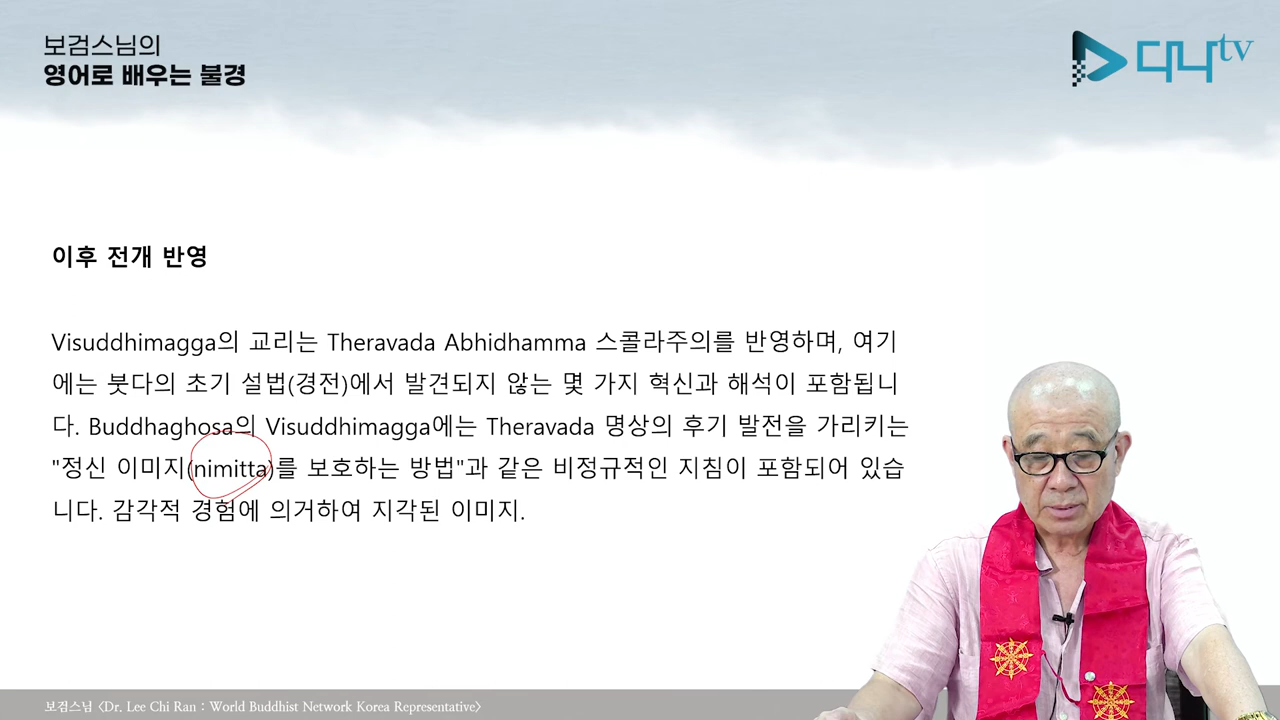 보검스님의
영어로 배우는 불경
다나tv
이후 전개 반영
Visuddhimagga의 교리는 Theravada Abhidhamma 스콜라주의를 반영하며, 여기
에는 붓다의 초기 설법(경전)에서 발견되지 않는 몇 가지 혁신과 해석이 포함됩니
다. Buddhaghosa의 Visuddhimagga에는 Theravada 명상의 후기 발전을 가리키는
"정신 이미지(nimitta)를 보호하는 방법"과 같은 비정규적인 지침이 포함되어 있습
니다. 감각적 경험에 의거하여 지각된 이미지.
보검스님 <Dr. Lee Chi Ran : World Buddhist Network Korea Representative>